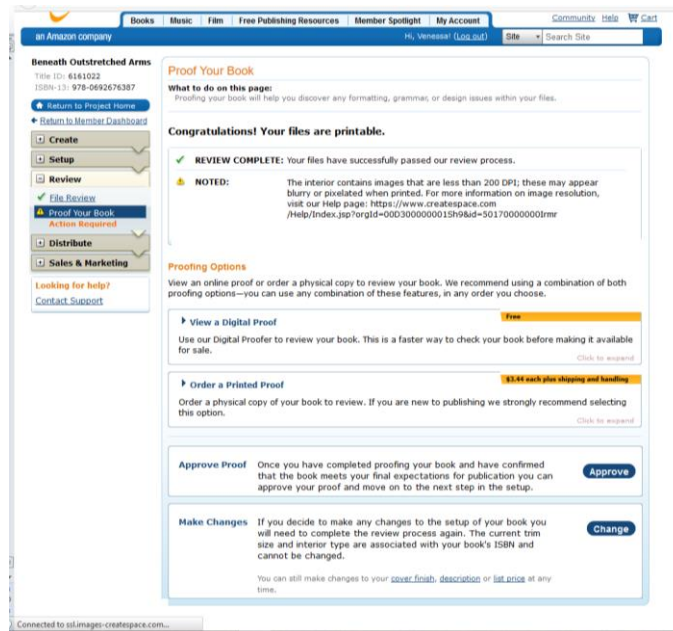 Books Music Film Free Publishing Resources Member Spotlight My Account Community Help Cart
an Amazon company Hi, Venessa! (Log out) Site Search Site
Beneath Outstretched Arms
Title ID: 6161022
ISBN-13: 978-0692676387
Return to Project Home
Return to Member Dashboard
Create
Setup
Review
File Review
Proof Your Book
Action Required
Distribute
Sales & Marketing
Looking for help?
Contact Support
Proof Your Book
What to do on this page:
Proofing your book will help you discover any formatting, grammar, or design issues within your files.
Congratulations! Your files are printable.
REVIEW COMPLETE: Your files have successfully passed our review process.
NOTED: The interior contains images that are less than 200 DPI; these may appear
blurry or pixelated when printed. For more information on image resolution,
visit our Help page: https://www.createspace.com
/Help/Index.jsp?orgId=00D300000001Sh9&id=50170000000Irmr
Proofing Options
View an online proof or order a physical copy to review your book. We recommend using a combination of both
proofing options—you can use any combination of these features, in any order you choose.
View a Digital Proof Free
Use our Digital Proofer to review your book. This is a faster way to check your book before making it available
for sale.
Click to expand
Order a Printed Proof $3.44 each plus shipping and handling
Order a physical copy of your book to review. If you are new to publishing we strongly recommend selecting
this option.
Click to expand
Approve Proof Once you have completed proofing your book and have confirmed
that the book meets your final expectations for publication you can
approve your proof and move on to the next step in the setup.
Approve
Make Changes If you decide to make any changes to the setup of your book you
will need to complete the review process again. The current trim
size and interior type are associated with your book's ISBN and
cannot be changed.
Change
You can still make changes to your cover finish, description or list price at any
time.
Connected to ssl.images-createspace.com...